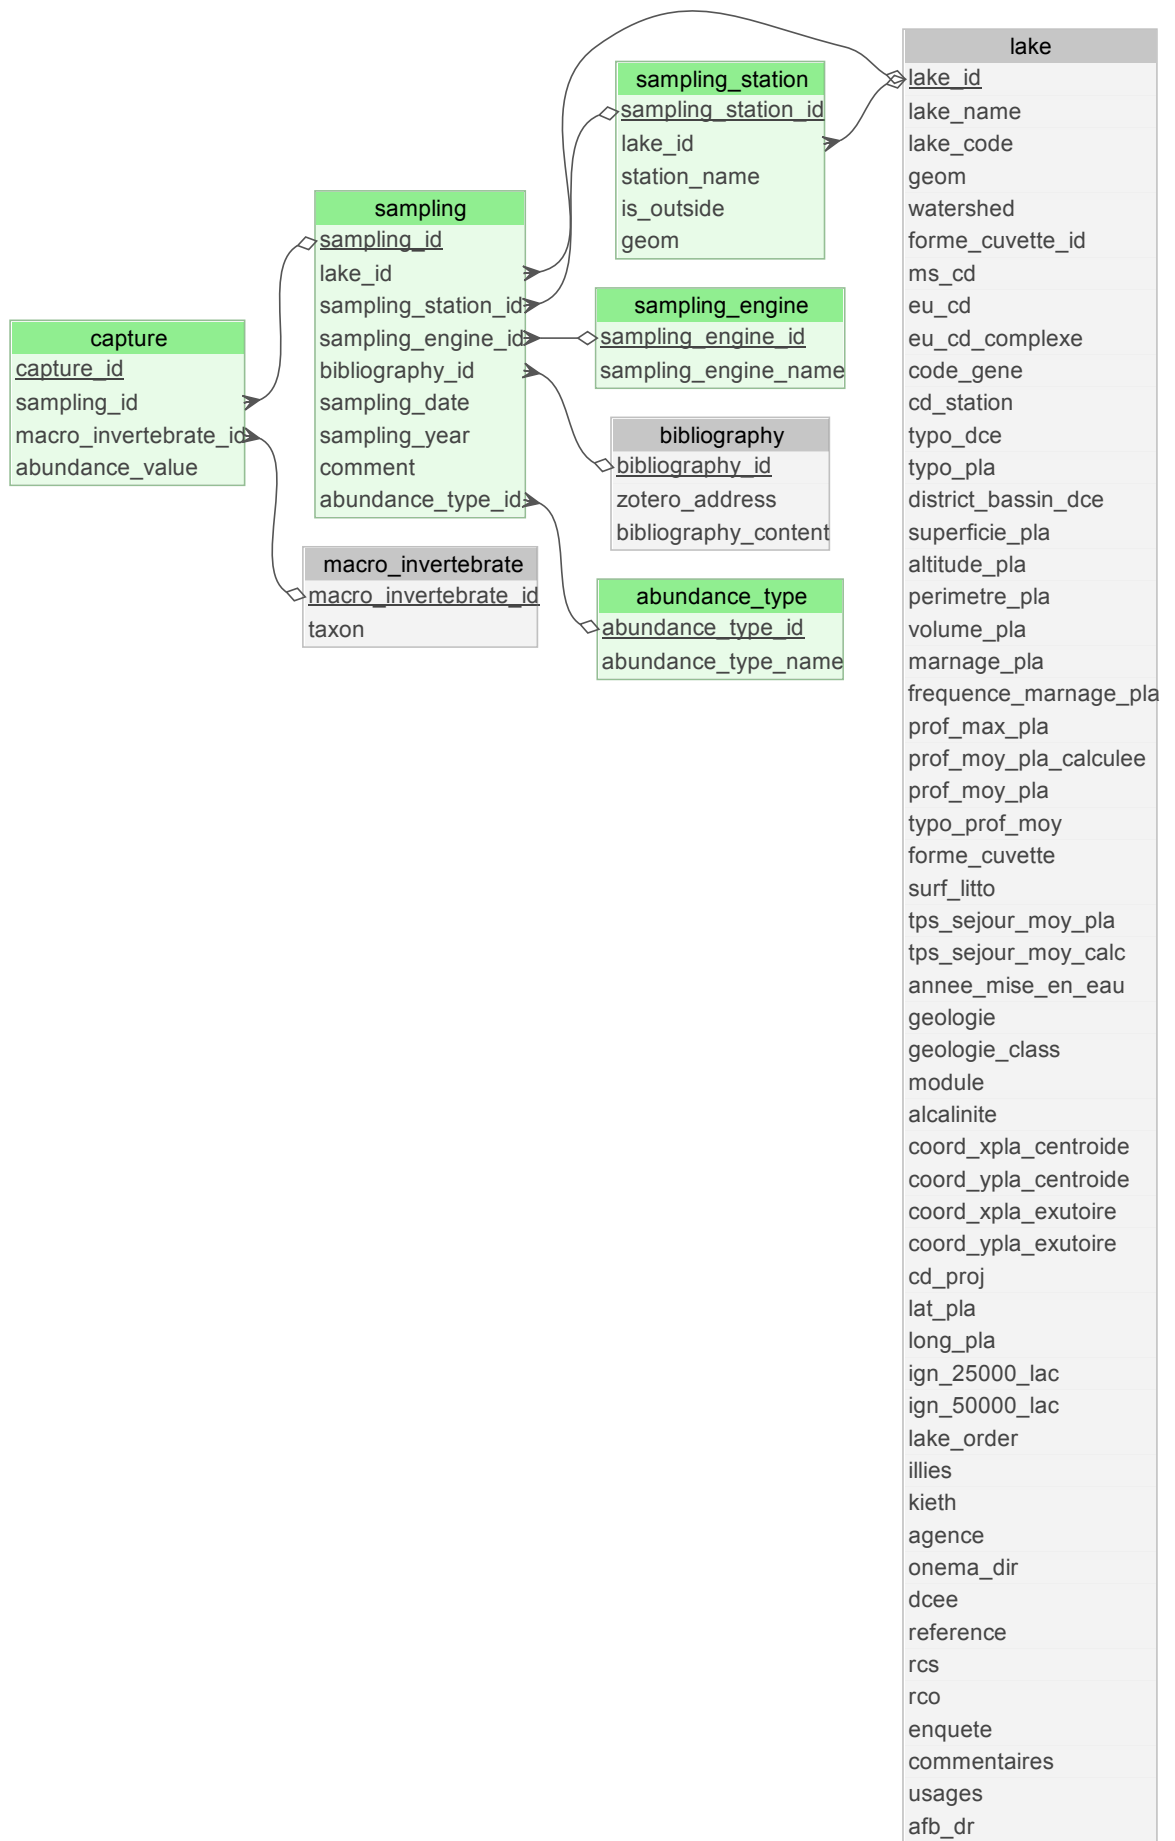 capture
capture_id
sampling_id
macro_invertebrate_id
abundance_value
sampling
sampling_id
lake_id
sampling_station_id
sampling_engine_id
bibliography_id
sampling_date
sampling_year
comment
abundance_type_id
macro_invertebrate
macro_invertebrate_id
taxon
sampling_station
sampling_station_id
lake_id
station_name
is_outside
geom
sampling_engine
sampling_engine_id
sampling_engine_name
bibliography
bibliography_id
zotero_address
bibliography_content
abundance_type
abundance_type_id
abundance_type_name
lake
lake_id
lake_name
lake_code
geom
watershed
forme_cuvette_id
ms_cd
eu_cd
eu_cd_complexe
code_gene
cd_station
typo_dce
typo_pla
district_bassin_dce
superficie_pla
altitude_pla
perimetre_pla
volume_pla
marnage_pla
frequence_marnage_pla
prof_max_pla
prof_moy_pla_calculee
prof_moy_pla
typo_prof_moy
forme_cuvette
surf_litto
tps_sejour_moy_pla
tps_sejour_moy_calc
annee_mise_en_eau
geologie
geologie_class
module
alcalinite
coord_xpla_centroide
coord_ypla_centroide
coord_xpla_exutoire
coord_ypla_exutoire
cd_proj
lat_pla
long_pla
ign_25000_lac
ign_50000_lac
lake_order
illies
kieth
agence
onema_dir
dcee
reference
rcs
rco
enquete
commentaires
usages
afb_dr